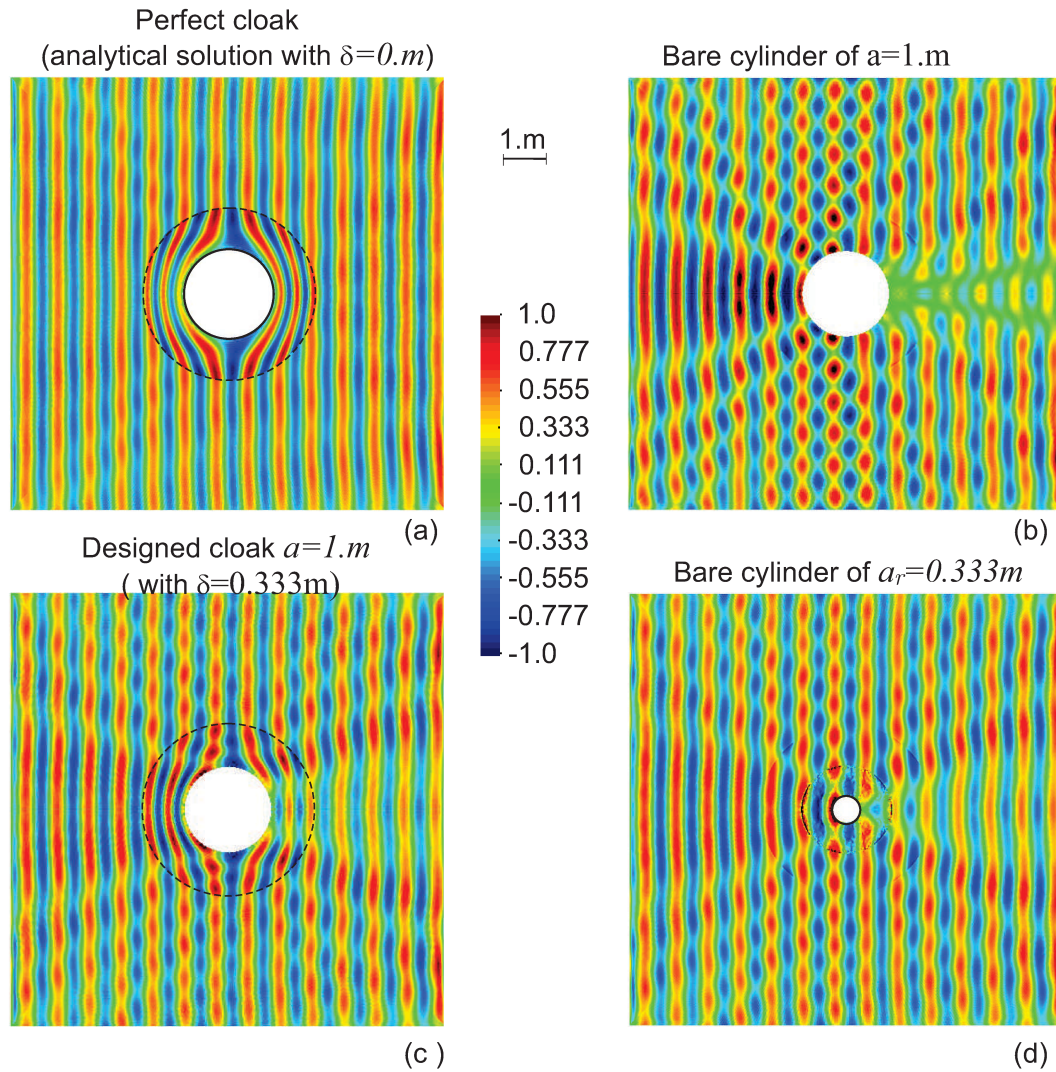 Perfect cloak
(analytical solution with δ=0.m)
Bare cylinder of a=1.m
1.m
1.0
0.777
0.555
0.333
0.111
-0.111
-0.333
-0.555
-0.777
-1.0
(a)
(b)
Designed cloak a=1.m
( with δ=0.333m)
Bare cylinder of aᵣ=0.333m
(c )
(d)